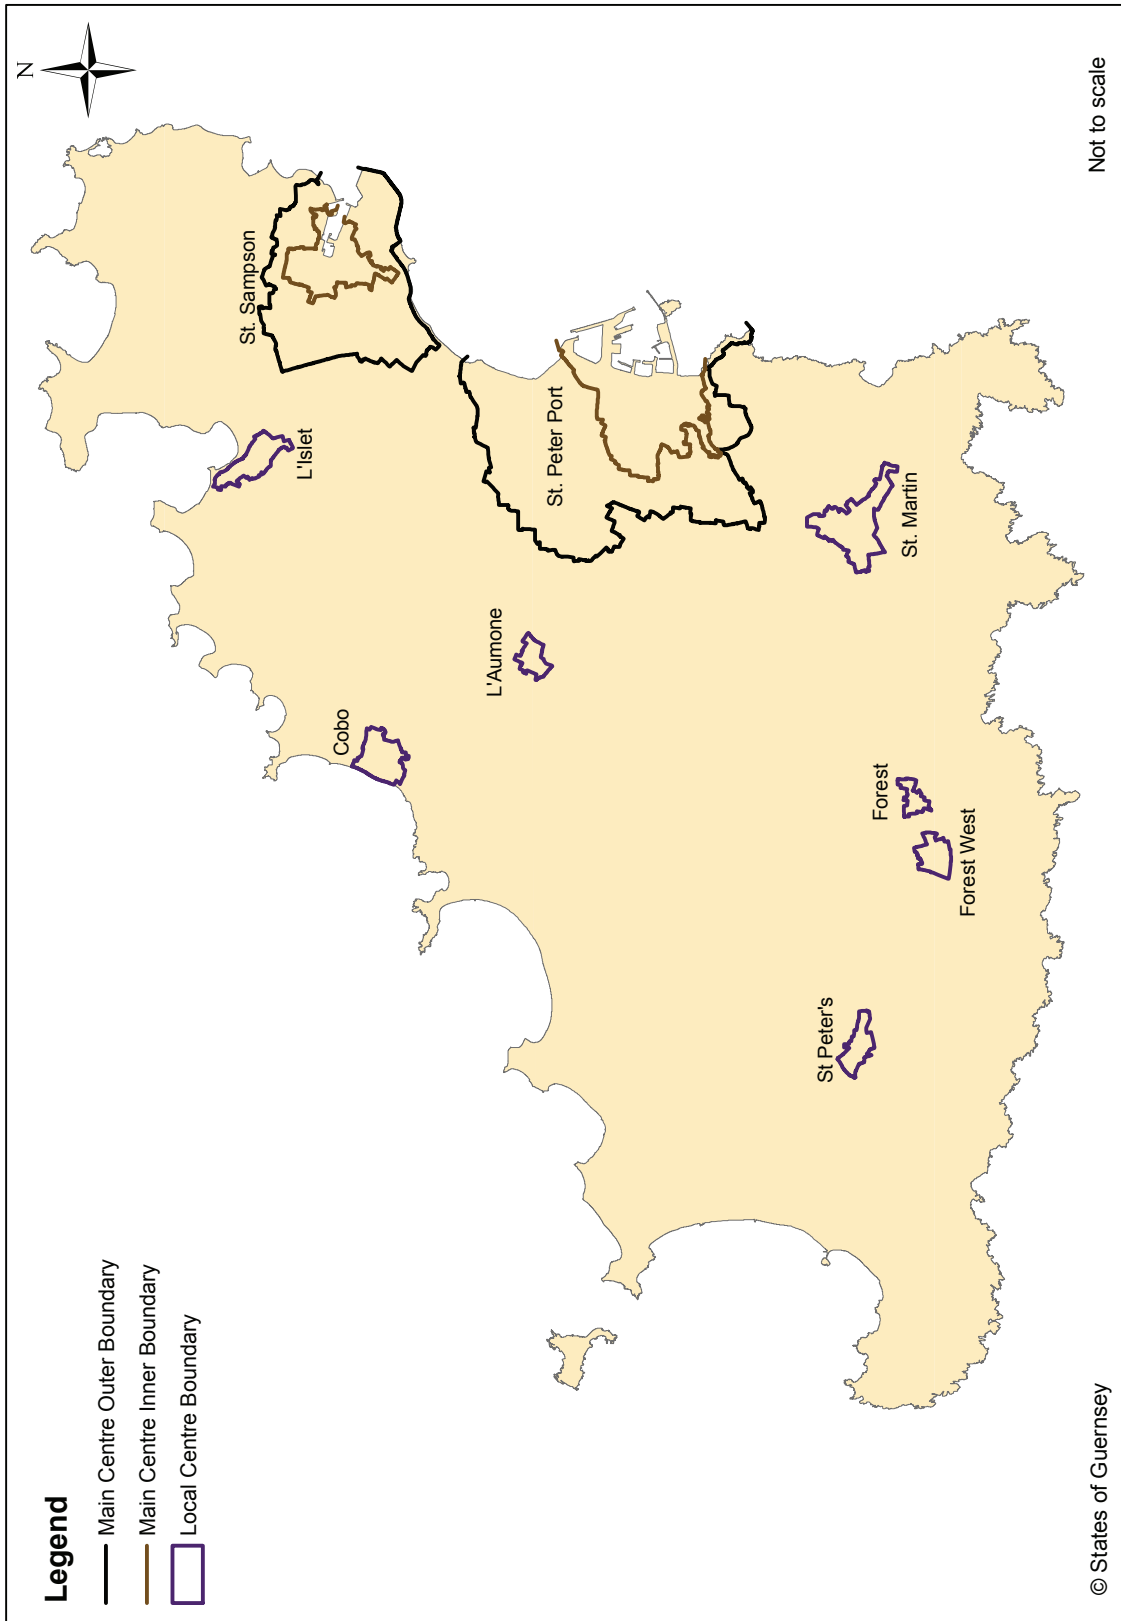 Legend
Main Centre Outer Boundary
Main Centre Inner Boundary
Local Centre Boundary
N
St. Sampson
L'Islet
St. Peter Port
L'Aumone
Cobo
St. Martin
Forest
Forest West
St Peter's
© States of Guernsey
Not to scale